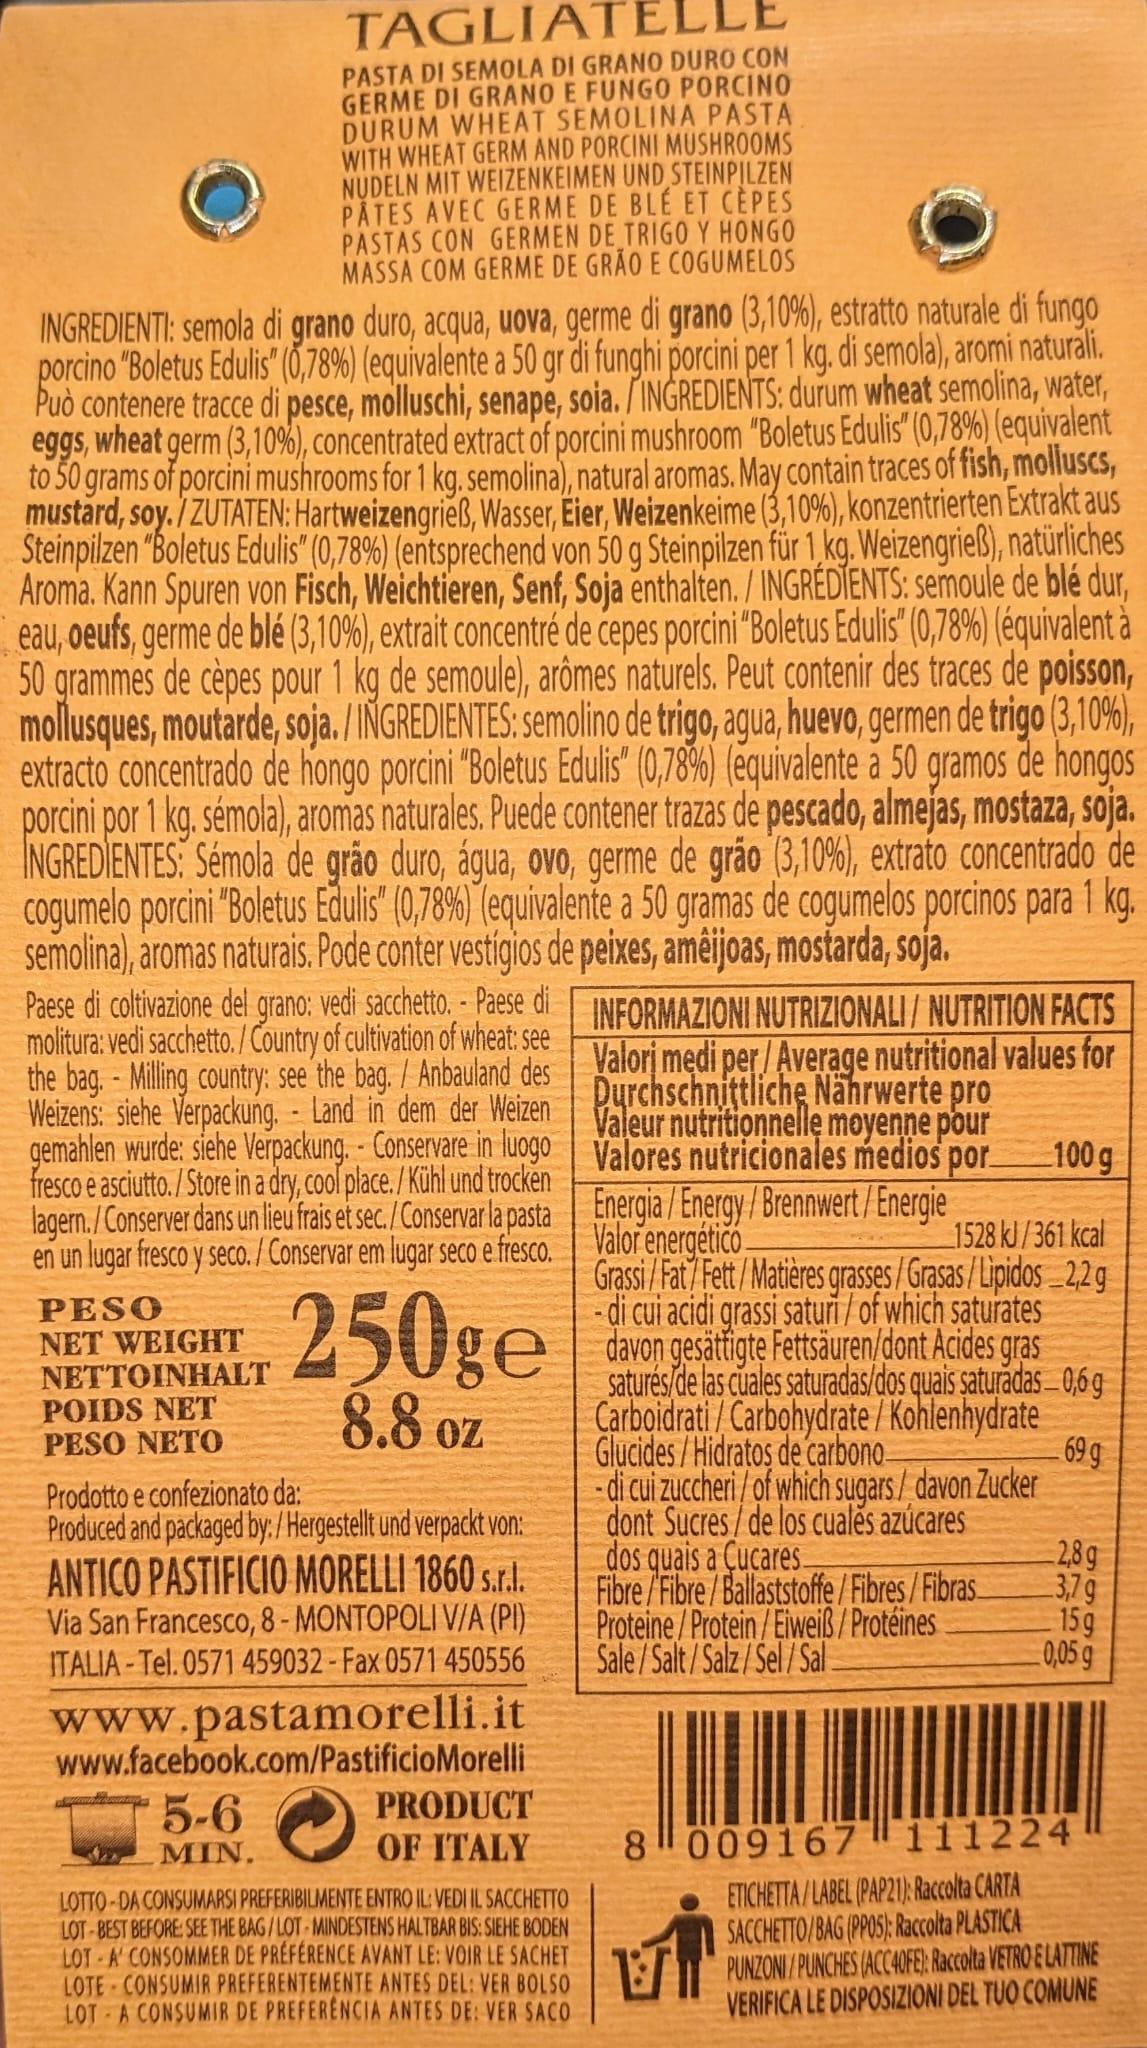 TAGLIATELLE
PASTA DI SEMOLA DI GRANO DURO CON
GERME DI GRANO E FUNGO PORCINO
DURUM WHEAT SEMOLINA PASTA
WITH WHEAT GERM AND PORCINI MUSHROOMS
NUDELN MIT WEIZENKEIMEN UND STEINPILZEN
PÂTES AVEC GERME DE BLÉ ET CÈPES
PASTAS CON GERMEN DE TRIGO Y HONGO
MASSA COM GERME DE GRÃO E COGUMELOS
INGREDIENTI: semola di grano duro, acqua, uova, germe di grano (3,10%), estratto naturale di fungo
porcino "Boletus Edulis" (0,78%) (equivalente a 50 gr di funghi porcini per 1 kg. di semola), aromi naturali.
Può contenere tracce di pesce, molluschi, senape, soia. / INGREDIENTS: durum wheat semolina, water,
eggs, wheat germ (3,10%), concentrated extract of porcini mushroom "Boletus Edulis" (0,78%) (equivalent
to 50 grams of porcini mushrooms for 1 kg. semolina), natural aromas. May contain traces of fish, molluscs,
mustard, soy. / ZUTATEN: Hartweizengrieß, Wasser, Eier, Weizenkeime (3,10%), konzentrierten Extrakt aus
Steinpilzen "Boletus Edulis" (0,78%) (entsprechend von 50 g Steinpilzen für 1 kg. Weizengrieß), natürliches
Aroma. Kann Spuren von Fisch, Weichtieren, Senf, Soja enthalten. / INGRÉDIENTS: semoule de blé dur,
eau, oeufs, germe de blé (3,10%), extrait concentré de cepes porcini "Boletus Edulis" (0,78%) (équivalent à
50 grammes de cèpes pour 1 kg de semoule), arômes naturels. Peut contenir des traces de poisson,
mollusques, moutarde, soja. / INGREDIENTES: semolino de trigo, agua, huevo, germen de trigo (3,10%),
extracto concentrado de hongo porcini "Boletus Edulis" (0,78%) (equivalente a 50 gramos de hongos
porcini por 1 kg. sémola), aromas naturales. Puede contener trazas de pescado, almejas, mostaza, soja.
INGREDIENTES: Sémola de grão duro, água, ovo, germe de grão (3,10%), extrato concentrado de
cogumelo porcini "Boletus Edulis" (0,78%) (equivalente a 50 gramas de cogumelos porcinos para 1 kg.
semolina), aromas naturais. Pode conter vestígios de peixes, amêijoas, mostarda, soja.
Paese di coltivazione del grano: vedi sacchetto. - Paese di
molitura: vedi sacchetto. / Country of cultivation of wheat: see
the bag. - Milling country: see the bag. / Anbauland des
Weizens: siehe Verpackung. - Land in dem der Weizen
gemahlen wurde: siehe Verpackung. - Conservare in luogo
fresco e asciutto. / Store in a dry, cool place. / Kühl und trocken
lagern. / Conserver dans un lieu frais et sec. / Conservar la pasta
en un lugar fresco y seco. / Conservar em lugar seco e fresco.
PESO
NET WEIGHT
NETTOINHALT
POIDS NET
PESO NETO
250g e
8.8 oz
Prodotto e confezionato da:
Produced and packaged by: / Hergestellt und verpackt von:
ANTICO PASTIFICIO MORELLI 1860 s.r.l.
Via San Francesco, 8 - MONTOPOLI V/A (PI)
ITALIA - Tel. 0571 459032 - Fax 0571 450556
www.pastamorelli.it
www.facebook.com/PastificioMorelli
5-6
MIN.
PRODUCT
OF ITALY
LOTTO - DA CONSUMARSI PREFERIBILMENTE ENTRO IL: VEDI IL SACCHETTO
LOT - BEST BEFORE: SEE THE BAG / LOT - MINDESTENS HALTBAR BIS: SIEHE BODEN
LOT - A' CONSOMMER DE PRÉFÉRENCE AVANT LE: VOIR LE SACHET
LOTE - CONSUMIR PREFERENTEMENTE ANTES DEL: VER BOLSO
LOT - A CONSUMIR DE PREFERÊNCIA ANTES DE: VER SACO
INFORMAZIONI NUTRIZIONALI / NUTRITION FACTS
Valori medi per / Average nutritional values for
Durchschnittliche Nährwerte pro
Valeur nutritionnelle moyenne pour
Valores nutricionales medios por 100 g
Energia / Energy / Brennwert / Energie
Valor energético 1528 kJ / 361 kcal
Grassi / Fat / Fett / Matières grasses / Grasas / Lìpidos 2,2 g
- di cui acidi grassi saturi / of which saturates
davon gesättigte Fettsäuren/dont Acides gras
saturés/de las cuales saturadas/dos quais saturadas 0,6 g
Carboidrati / Carbohydrate / Kohlenhydrate
Glucides / Hidratos de carbono 69 g
- di cui zuccheri / of which sugars / davon Zucker
dont Sucres / de los cuales azúcares
dos quais a Çucares 2,8 g
Fibre / Fibre / Ballaststoffe / Fibres / Fibras 3,7 g
Proteine / Protein / Eiweiß / Protéines 15 g
Sale / Salt / Salz / Sel / Sal 0,05 g
8 009167 111224
ETICHETTA / LABEL (PAP21): Raccolta CARTA
SACCHETTO/BAG (PP05): Raccolta PLASTICA
PUNZONI / PUNCHES (ACC40FE): Raccolta VETRO E LATTINE
VERIFICA LE DISPOSIZIONI DEL TUO COMUNE